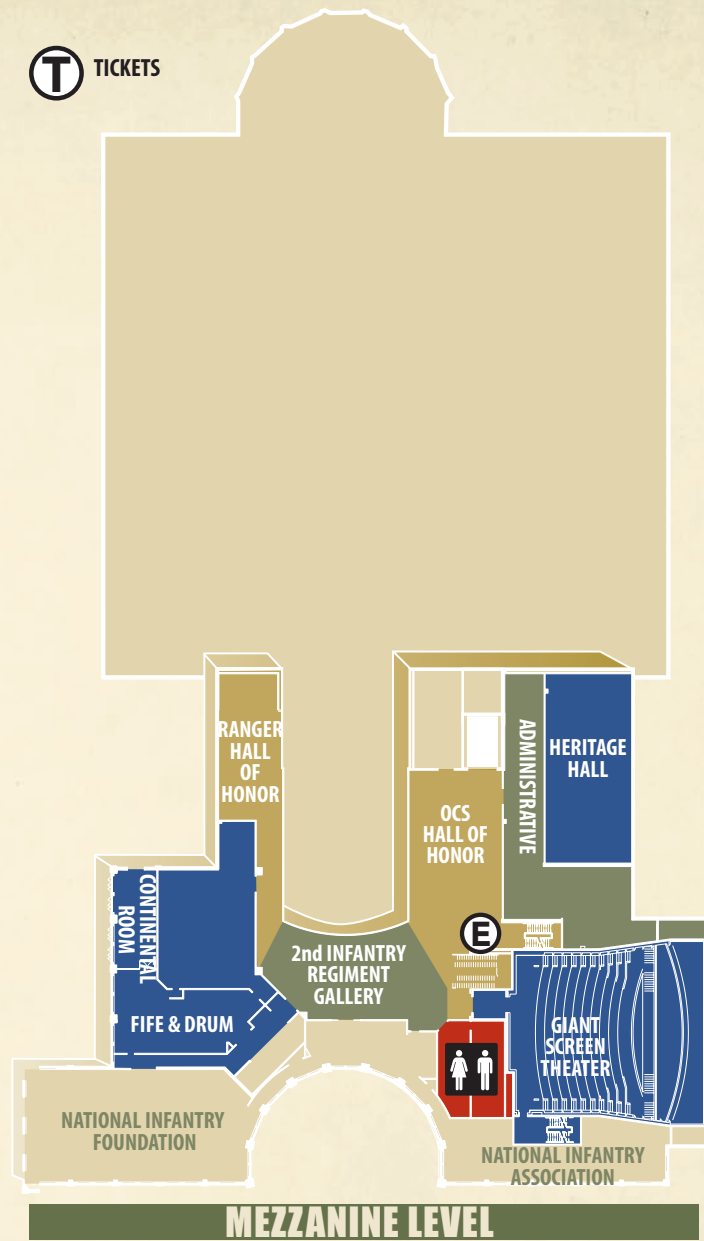 T TICKETS
RANGER
HALL
OF
HONOR
ADMINISTRATIVE
HERITAGE
HALL
OCS
HALL OF
HONOR
CONTINENTAL
ROOM
E
2nd INFANTRY
REGIMENT
GALLERY
FIFE & DRUM
GIANT
SCREEN
THEATER
NATIONAL INFANTRY
FOUNDATION
NATIONAL INFANTRY
ASSOCIATION
MEZZANINE LEVEL